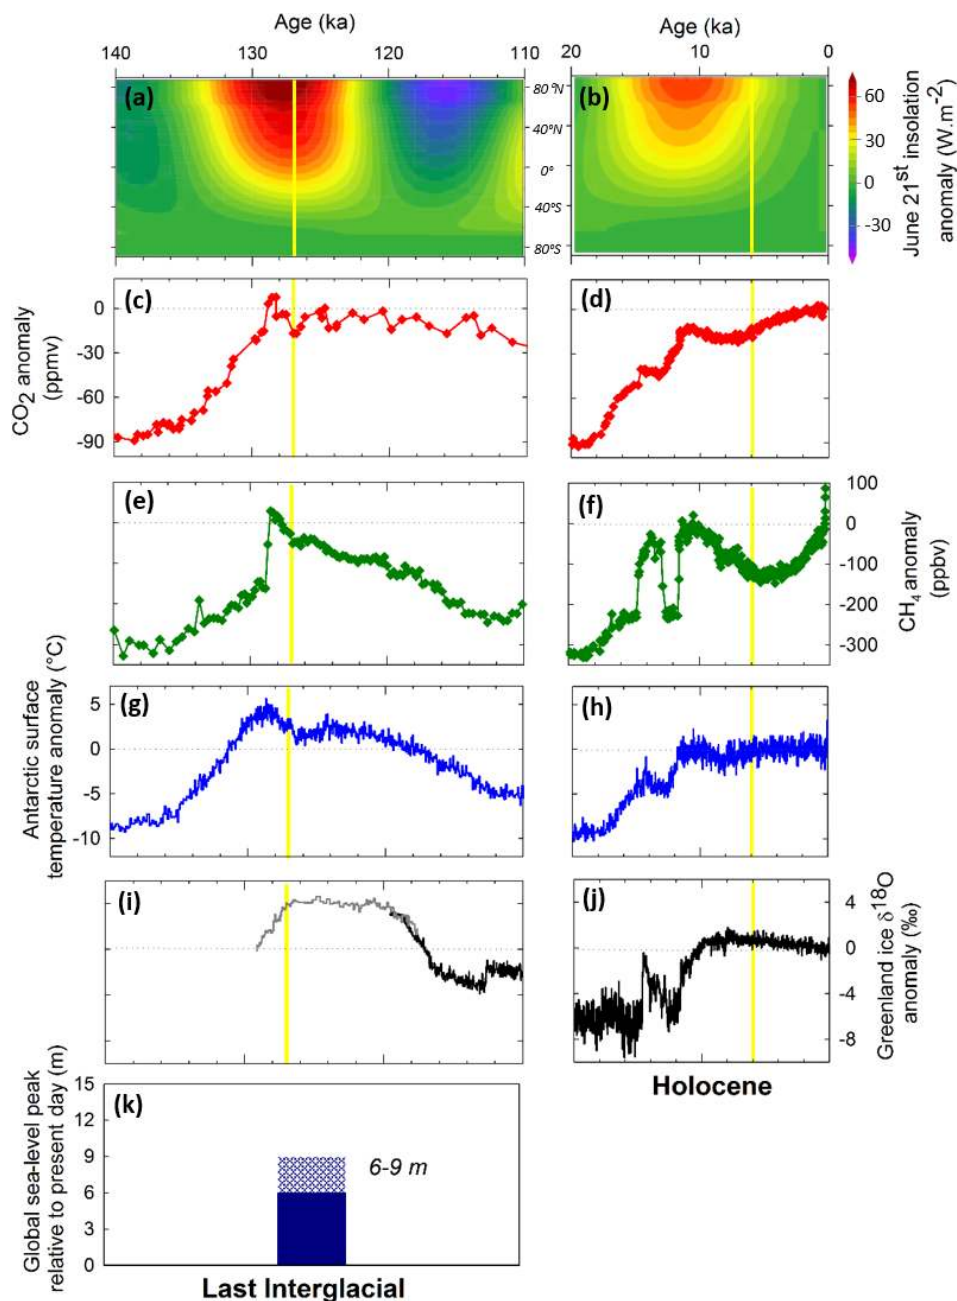 Age (ka)
Age (ka)
140
130
120
110
20
10
0
(a)
80°N
40°N
0°
40°S
80°S
(b)
60
30
0
-30
June 21st insolation
anomaly (W.m-2)
(c)
0
-30
-60
-90
CO2 anomaly
(ppmv)
(d)
(e)
(f)
100
0
-100
-200
-300
CH4 anomaly
(ppbv)
(g)
5
0
-5
-10
Antarctic surface
temperature anomaly (°C)
(h)
(i)
(j)
4
0
-4
-8
Greenland ice δ18O
anomaly (‰)
Holocene
(k)
15
12
9
6
3
0
Global sea-level peak
relative to present day (m)
6-9 m
Last Interglacial